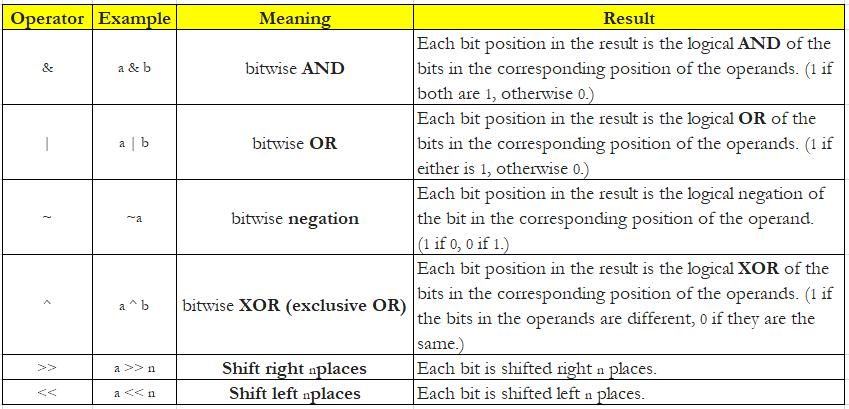 Operator Example Meaning Result
& a & b bitwise AND Each bit position in the result is the logical AND of the
bits in the corresponding position of the operands. (1 if
both are 1, otherwise 0.)
| a | b bitwise OR Each bit position in the result is the logical OR of the
bits in the corresponding position of the operands. (1 if
either is 1, otherwise 0.)
~ ~a bitwise negation Each bit position in the result is the logical negation of
the bit in the corresponding position of the operand.
(1 if 0, 0 if 1.)
^ a ^ b bitwise XOR (exclusive OR) Each bit position in the result is the logical XOR of the
bits in the corresponding position of the operands. (1 if
the bits in the operands are different, 0 if they are the
same.)
>> a >> n Shift right nplaces Each bit is shifted right n places.
<< a << n Shift left nplaces Each bit is shifted left n places.